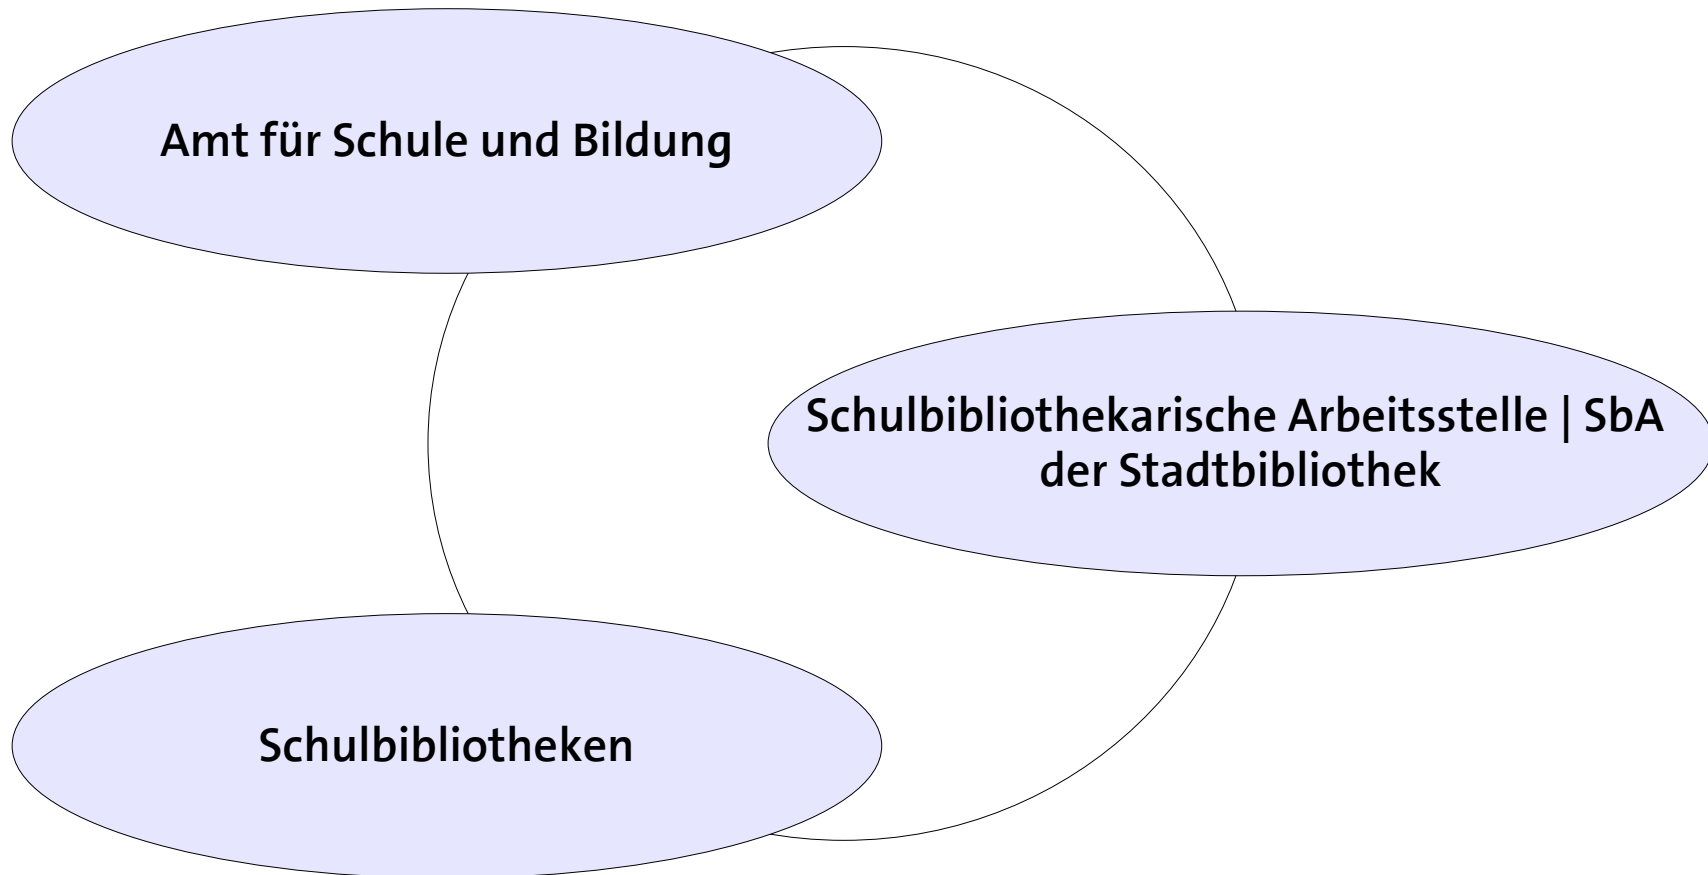 Amt für Schule und Bildung
Schulbibliothekarische Arbeitsstelle | SbA
der Stadtbibliothek
Schulbibliotheken